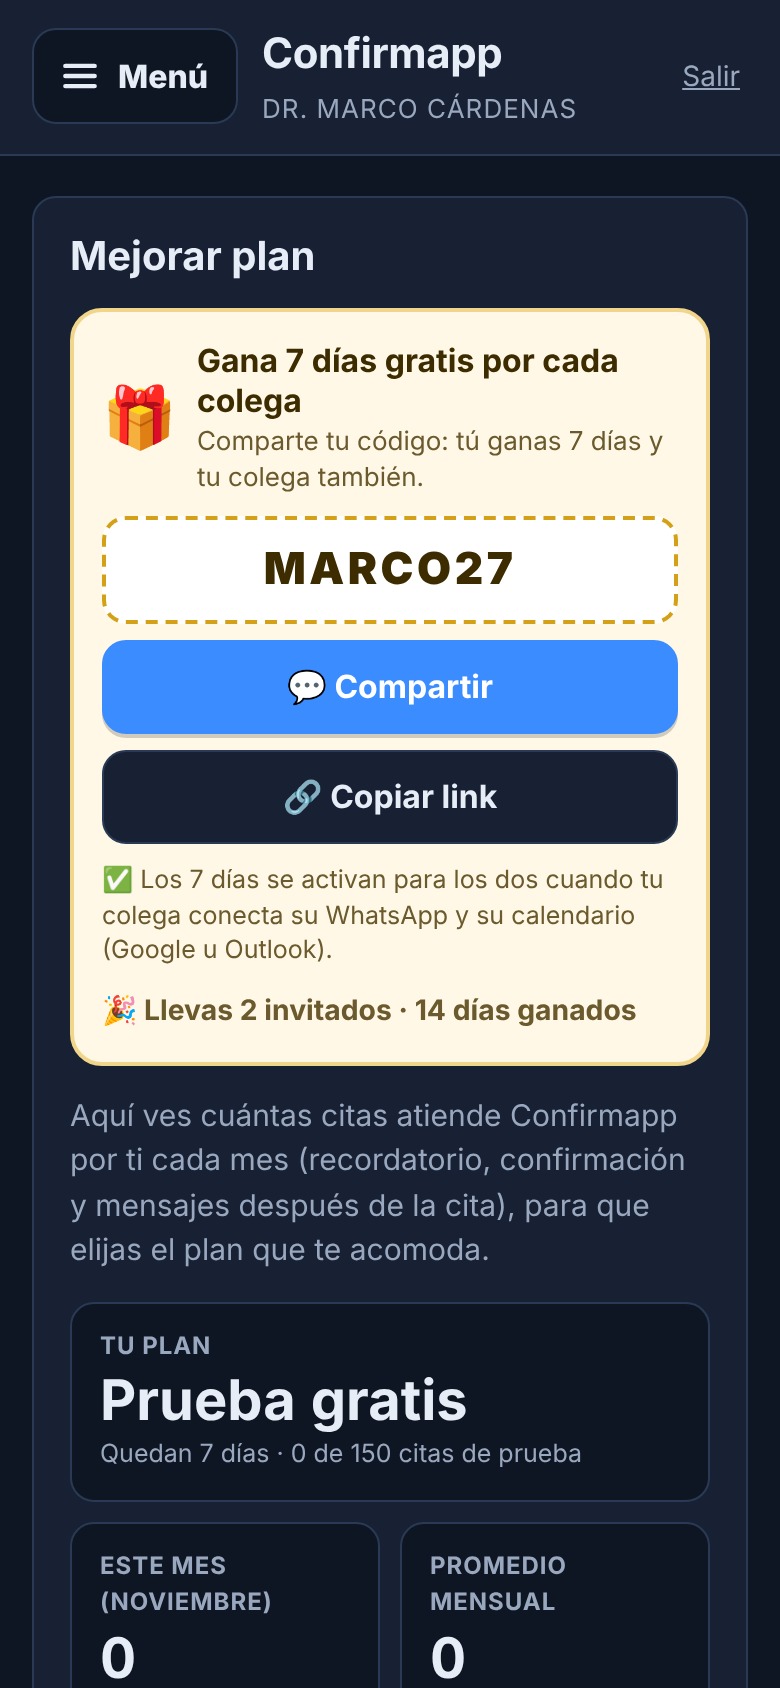 Menú
Confirmapp
DR. MARCO CÁRDENAS
Salir
Mejorar plan
Gana 7 días gratis por cada
colega
Comparte tu código: tú ganas 7 días y
tu colega también.
MARCO27
💬 Compartir
🔗 Copiar link
✅ Los 7 días se activan para los dos cuando tu
colega conecta su WhatsApp y su calendario
(Google u Outlook).
🎉 Llevas 2 invitados · 14 días ganados
Aquí ves cuántas citas atiende Confirmapp
por ti cada mes (recordatorio, confirmación
y mensajes después de la cita), para que
elijas el plan que te acomoda.
TU PLAN
Prueba gratis
Quedan 7 días · 0 de 150 citas de prueba
ESTE MES
(NOVIEMBRE)
0
PROMEDIO
MENSUAL
0